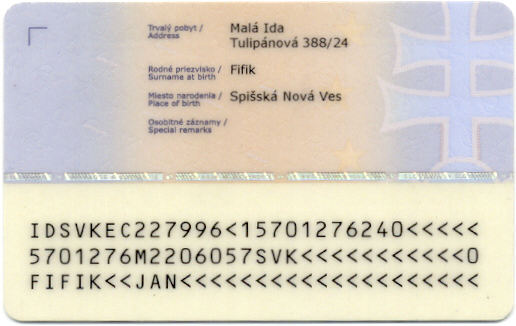 Trvalý pobyt / Malá Ida
Address Tulipánová 388/24
Rodné priezvisko / Fifik
Surname at birth
Miesto narodenia / Spišská Nová Ves
Place of birth
Osobitné záznamy /
Special remarks
IDSVKEC227996<15701276240<<<<<
5701276M2206057SVK<<<<<<<<<<<0
FIFIK<<JAN<<<<<<<<<<<<<<<<<<<<